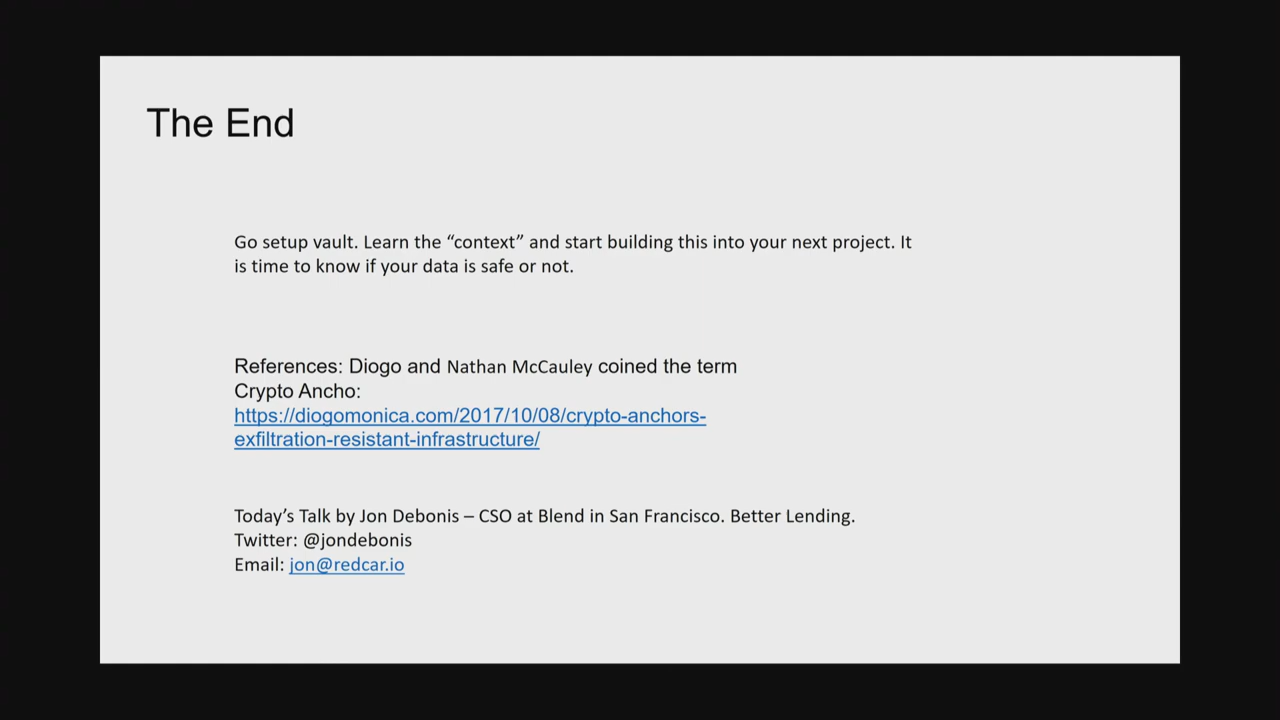 The End
Go setup vault. Learn the “context” and start building this into your next project. It
is time to know if your data is safe or not.
References: Diogo and Nathan McCauley coined the term
Crypto Ancho:
https://diogomonica.com/2017/10/08/crypto-anchors-
exfiltration-resistant-infrastructure/
Today’s Talk by Jon Debonis – CSO at Blend in San Francisco. Better Lending.
Twitter: @jondebonis
Email: jon@redcar.io